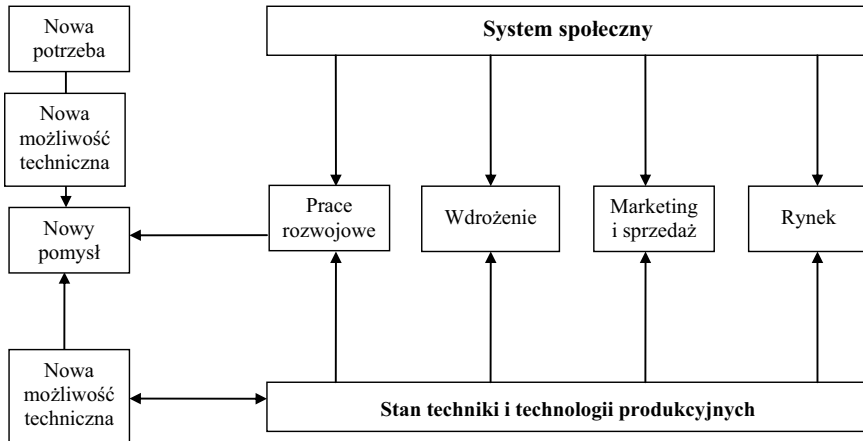 Nowa
potrzeba
System społeczny
Nowa
możliwość
techniczna
Nowy
pomysł
Prace
rozwojowe
Wdrożenie
Marketing
i sprzedaż
Rynek
Nowa
możliwość
techniczna
Stan techniki i technologii produkcyjnych